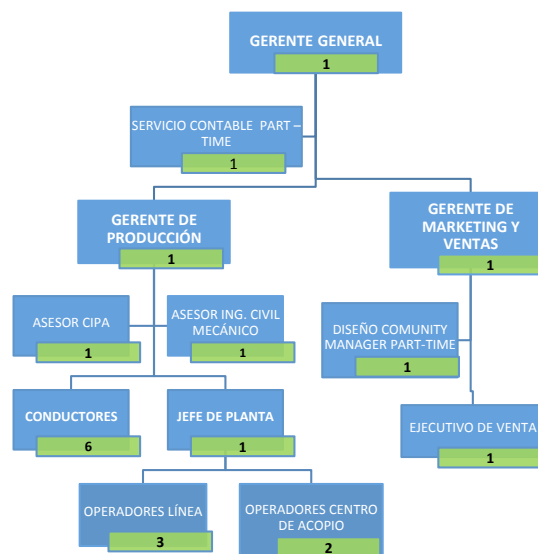 GERENTE GENERAL
1
SERVICIO CONTABLE PART –
TIME
1
GERENTE DE
PRODUCCIÓN
1
GERENTE DE
MARKETING Y
VENTAS
1
ASESOR CIPA
1
ASESOR ING. CIVIL
MECÁNICO
1
DISEÑO COMUNITY
MANAGER PART-TIME
1
CONDUCTORES
6
JEFE DE PLANTA
1
EJECUTIVO DE VENTA
1
OPERADORES LÍNEA
3
OPERADORES CENTRO
DE ACOPIO
2